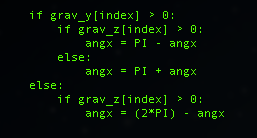 if grav_y[index] > 0:
    if grav_z[index] > 0:
        angx = PI - angx
    else:
        angx = PI + angx
else:
    if grav_z[index] > 0:
        angx = (2*PI) - angx